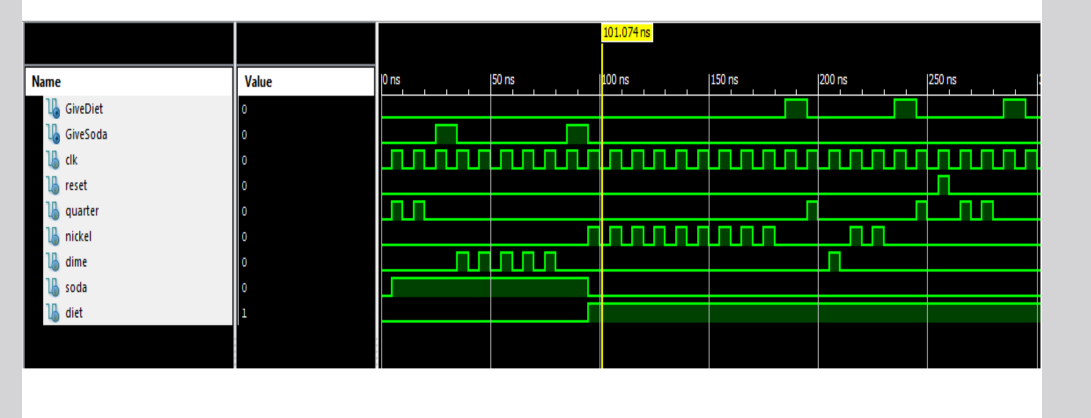 101.074 ns
Name Value 0 ns 50 ns 100 ns 150 ns 200 ns 250 ns
GiveDiet 0
GiveSoda 0
clk 0
reset 0
quarter 0
nickel 0
dime 0
soda 0
diet 1